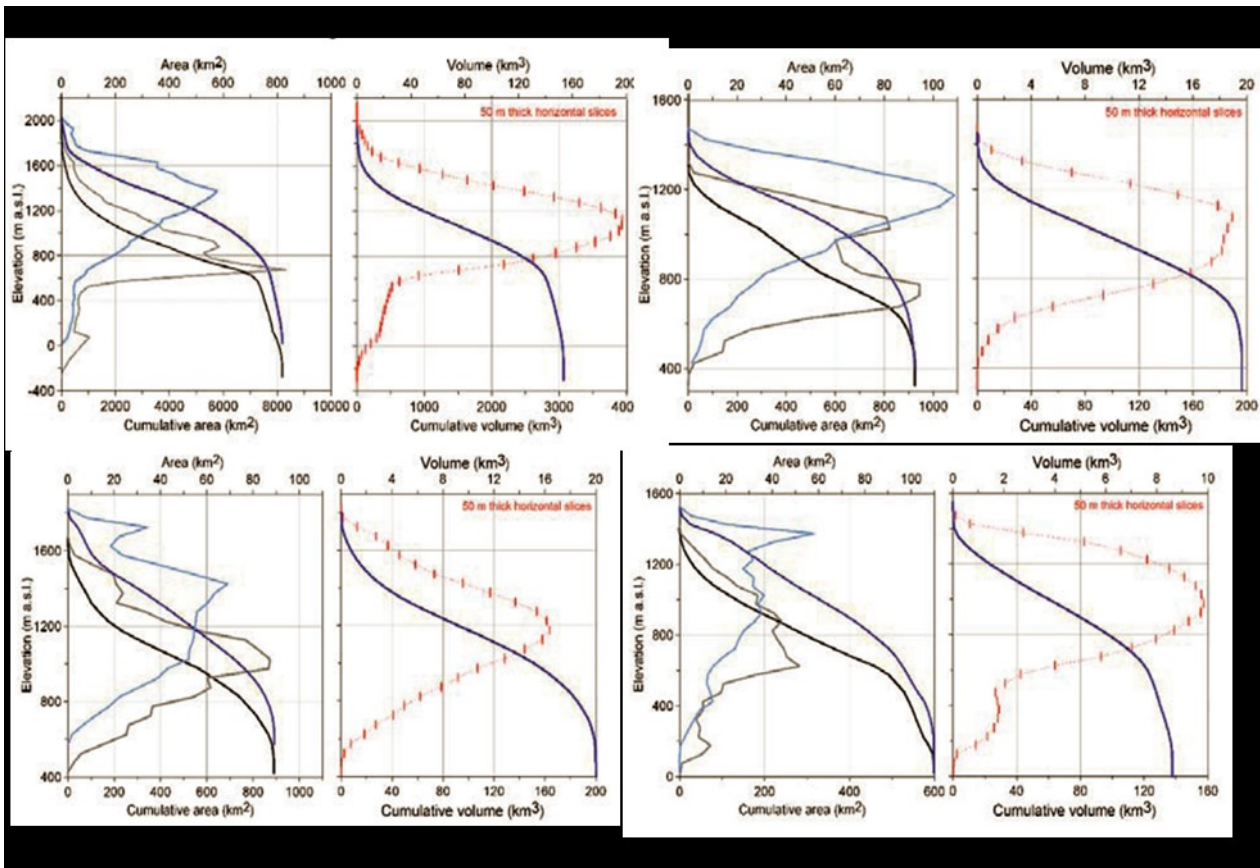 Area (km2)
0 200 400 600 800 1000
Volume (km3)
0 50 100 150 200
50 m thick horizontal slices
Elevation (m a.s.l.)
2000
1600
1200
800
400
0
-400
0 2000 4000 6000 8000 10000
Cumulative area (km2)
0 1000 2000 3000 400
Cumulative volume (km3)
Area (km2)
0 20 40 60 80 100
Volume (km3)
0 4 8 12 16 20
50 m thick horizontal slices
Elevation (m a.s.l.)
1600
1200
800
400
0 200 400 600 800 1000
Cumulative area (km2)
0 40 80 120 160 200
Cumulative volume (km3)
Area (km2)
0 20 40 60 80 100
Volume (km3)
0 4 8 12 16 20
50 m thick horizontal slices
Elevation (m a.s.l.)
1600
1200
800
400
0 200 400 600 800 1000
Cumulative area (km2)
0 40 80 120 160 200
Cumulative volume (km3)
Area (km2)
0 20 40 60
Volume (km3)
0 2 4 6 8 10
50 m thick horizontal slices
Elevation (m a.s.l.)
1600
1200
800
400
0
0 200 400 600
Cumulative area (km2)
0 40 80 120 160
Cumulative volume (km3)